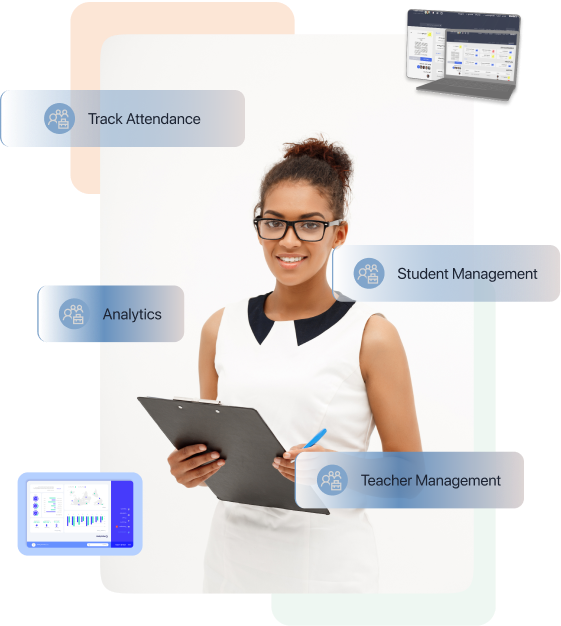 Track Attendance
Student Management
Analytics
Teacher Management